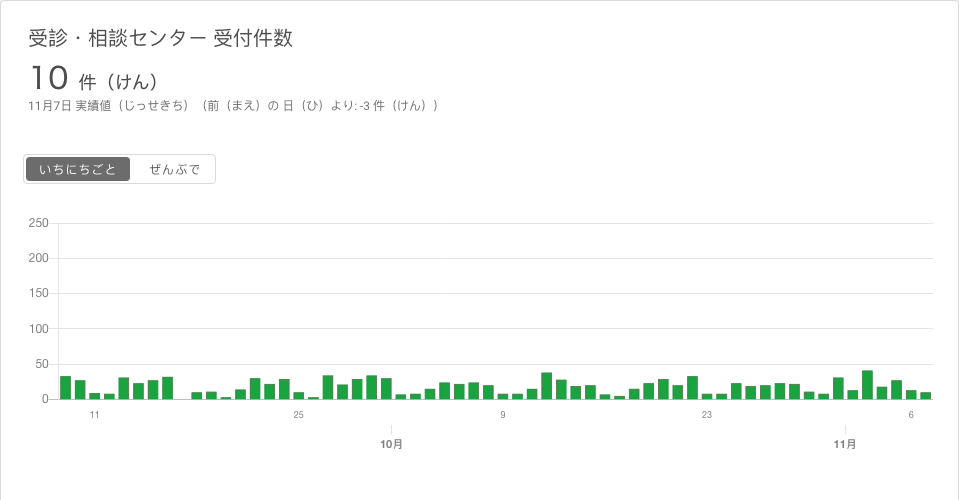 受診・相談センター 受付件数
10 件（けん）
11月7日 実績値（じっせきち）（前（まえ）の 日（ひ）より: -3 件（けん））
いちにちごと ぜんぶで
250
200
150
100
50
0
11 25 9 23 6
10月 11月